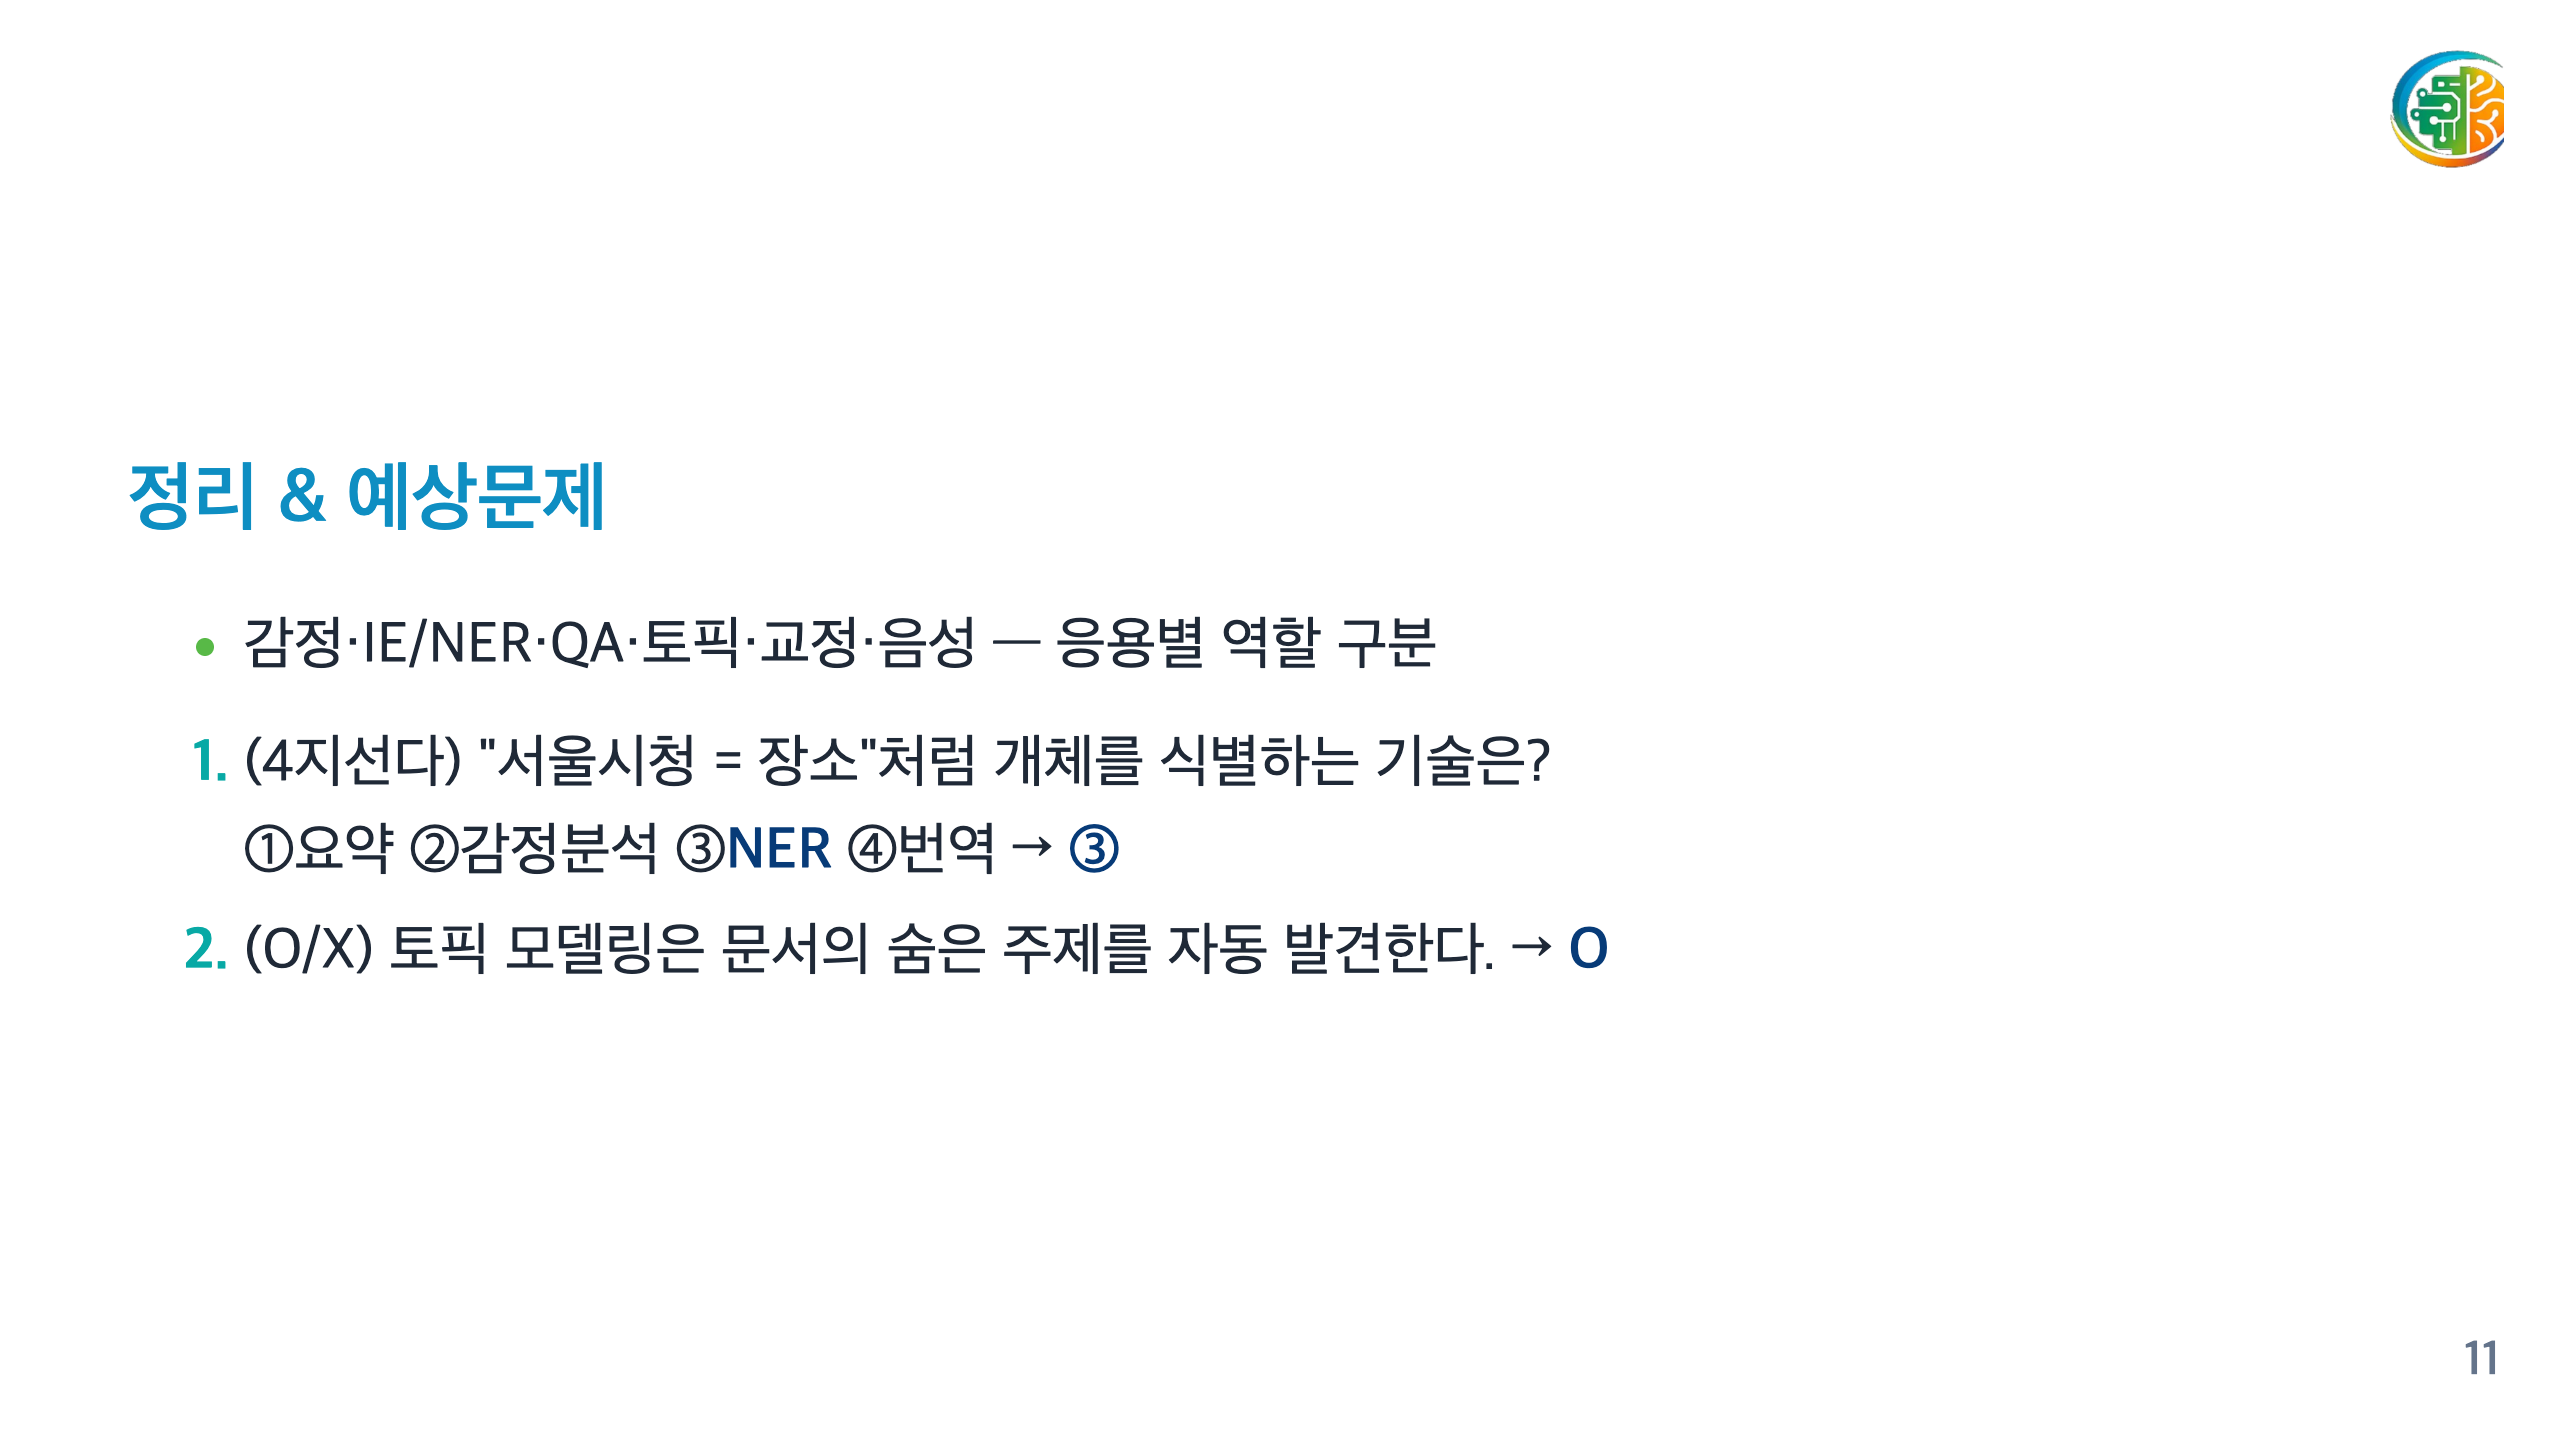 정리 & 예상문제
• 감정·IE/NER·QA·토픽·교정·음성 — 응용별 역할 구분
1. (4지선다) "서울시청 = 장소"처럼 개체를 식별하는 기술은?
①요약 ②감정분석 ③NER ④번역 → ③
2. (O/X) 토픽 모델링은 문서의 숨은 주제를 자동 발견한다. → O
11